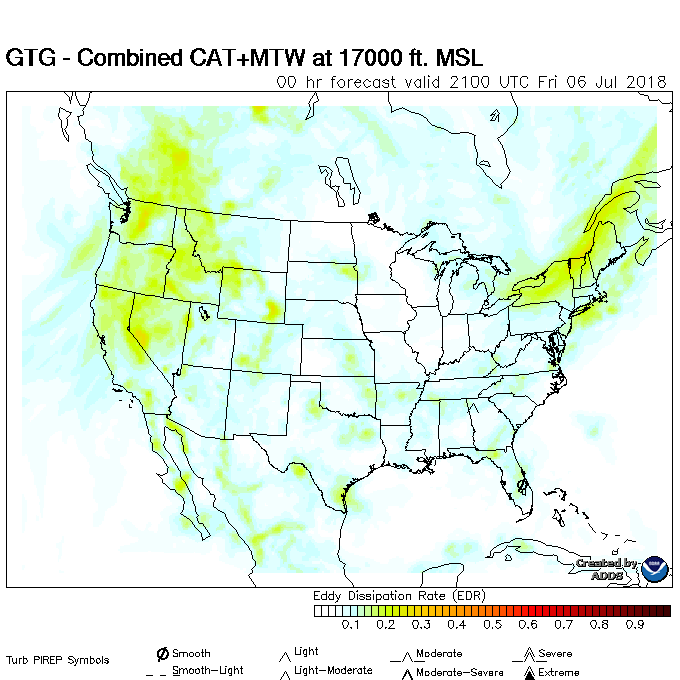 GTG - Combined CAT+MTW at 17000 ft. MSL
00 hr forecast valid 2100 UTC Fri 06 Jul 2018
Created by
ADDS
Eddy Dissipation Rate (EDR)
0.1 0.2 0.3 0.4 0.5 0.6 0.7 0.8 0.9
Turb PIREP Symbols
Smooth Light Moderate Severe
Smooth-Light Light-Moderate Moderate-Severe Extreme